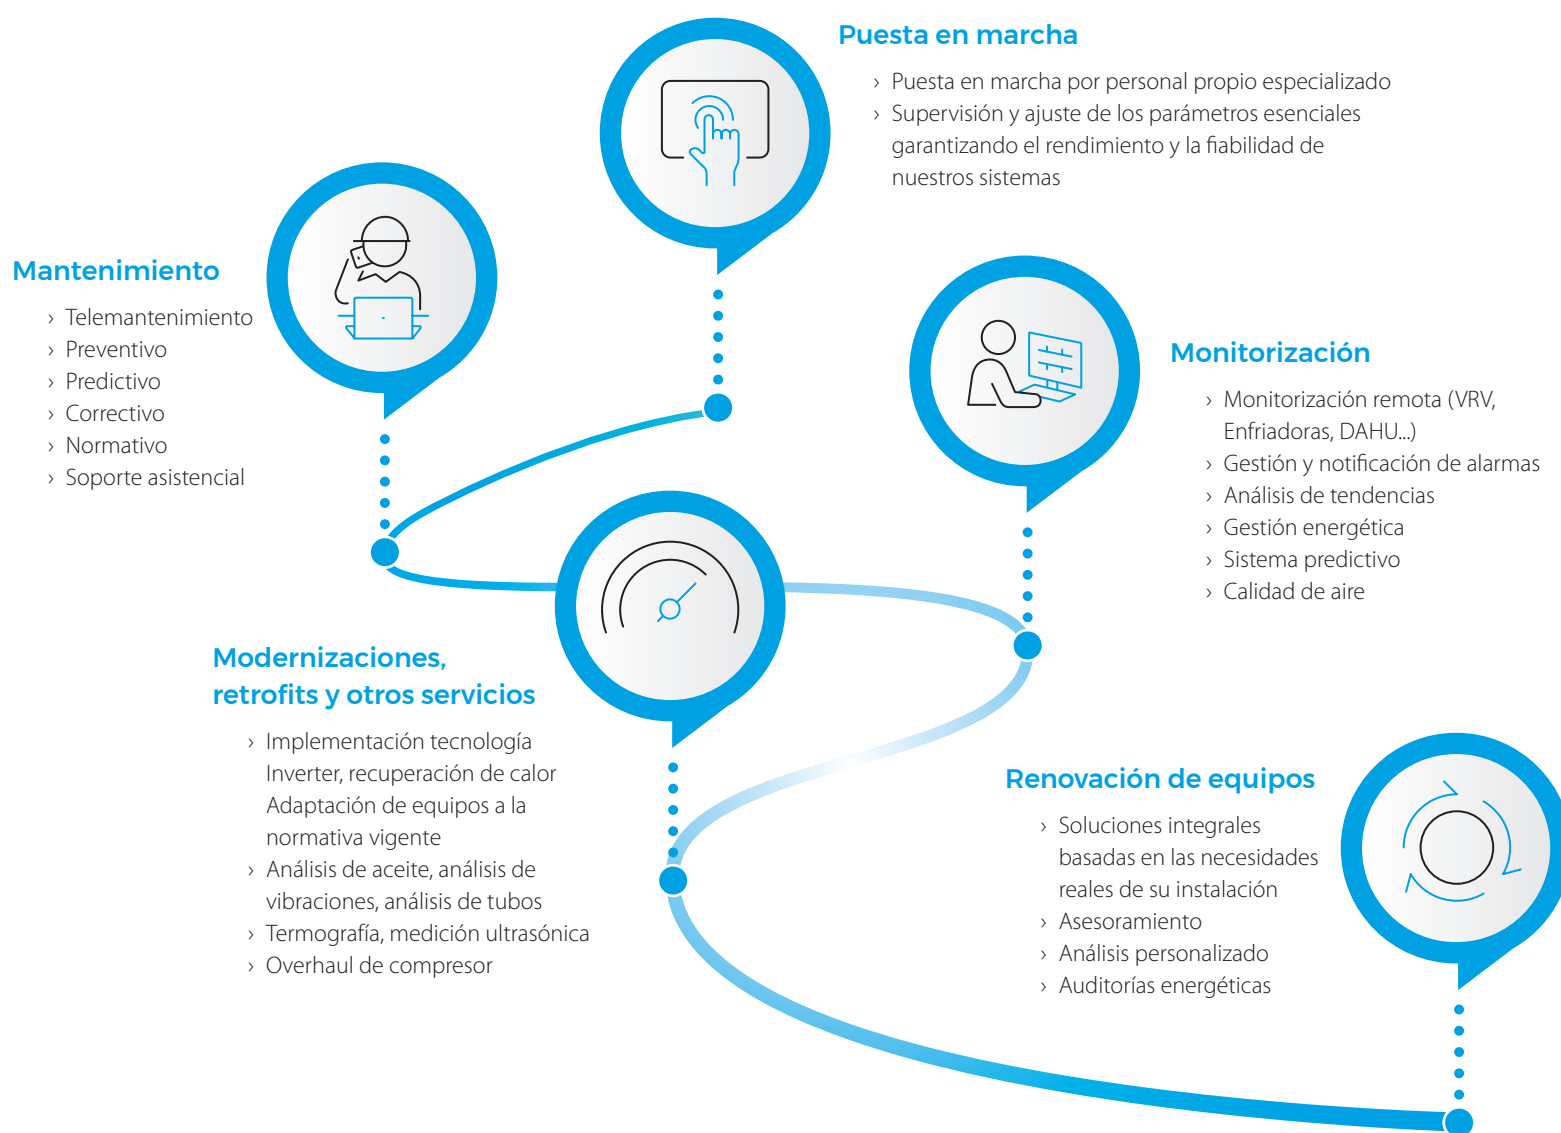 Puesta en marcha
› Puesta en marcha por personal propio especializado
› Supervisión y ajuste de los parámetros esenciales
garantizando el rendimiento y la fiabilidad de
nuestros sistemas
Mantenimiento
› Telemantenimiento
› Preventivo
› Predictivo
› Correctivo
› Normativo
› Soporte asistencial
Monitorización
› Monitorización remota (VRV,
Enfriadoras, DAHU...)
› Gestión y notificación de alarmas
› Análisis de tendencias
› Gestión energética
› Sistema predictivo
› Calidad de aire
Modernizaciones,
retrofits y otros servicios
› Implementación tecnología
Inverter, recuperación de calor
Adaptación de equipos a la
normativa vigente
› Análisis de aceite, análisis de
vibraciones, análisis de tubos
› Termografía, medición ultrasónica
› Overhaul de compresor
Renovación de equipos
› Soluciones integrales
basadas en las necesidades
reales de su instalación
› Asesoramiento
› Análisis personalizado
› Auditorías energéticas